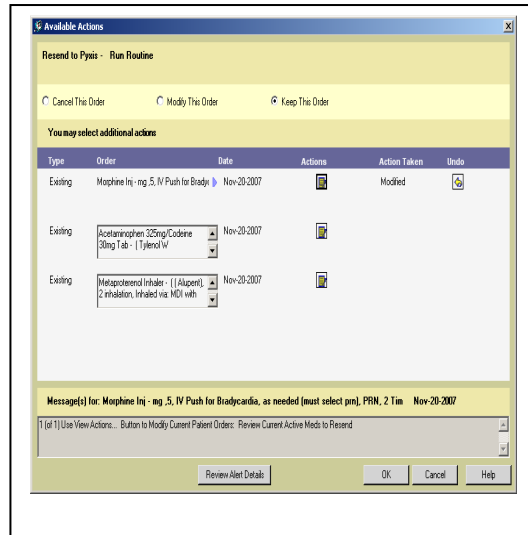 Available Actions
Resend to Pyxis - Run Routine
Cancel This Order Modify This Order Keep This Order
You may select additional actions
Type Order Date Actions Action Taken Undo
Existing Morphine Inj - mg ,5, IV Push for Bradyc Nov-20-2007 Modified
Existing Acetaminophen 325mg/Codeine Nov-20-2007
30mg Tab - ( Tylenol W
Existing Metaproterenol Inhaler - ( ( Alupent), Nov-20-2007
2 inhalation, Inhaled via: MDI with
Message(s) for: Morphine Inj - mg ,5, IV Push for Bradycardia, as needed (must select prn), PRN, 2 Tim Nov-20-2007
1 (of 1) Use View Actions... Button to Modify Current Patient Orders: Review Current Active Meds to Resend
Review Alert Details OK Cancel Help